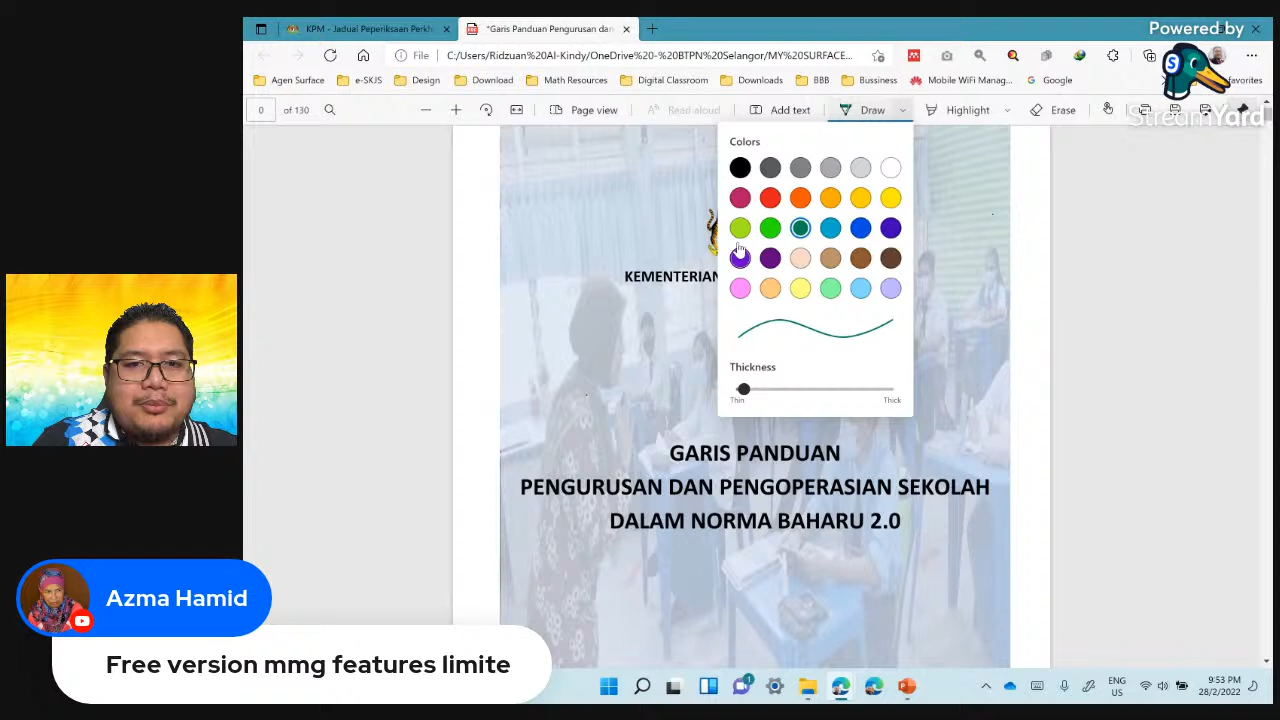 KPM - Jadual Peperiksaan Perkh
"Garis Panduan Pengurusan dan
Powered by
StreamYard
File
C:/Users/Ridzuan%20Al-Kindy/OneDrive%20-%20BTPN%20Selangor/MY%20SURFACE...
Agen Surface
e-SKJS
Design
Download
Math Resources
Digital Classroom
Downloads
BBB
Bussiness
Mobile WiFi Manag...
Google
favorites
0 of 130
Page view
Read aloud
Add text
Draw
Highlight
Erase
Colors
Thickness
Thin
Thick
KEMENTERIAN
GARIS PANDUAN
PENGURUSAN DAN PENGOPERASIAN SEKOLAH
DALAM NORMA BAHARU 2.0
Azma Hamid
Free version mmg features limite
1
ENG
US
9:53 PM
28/2/2022